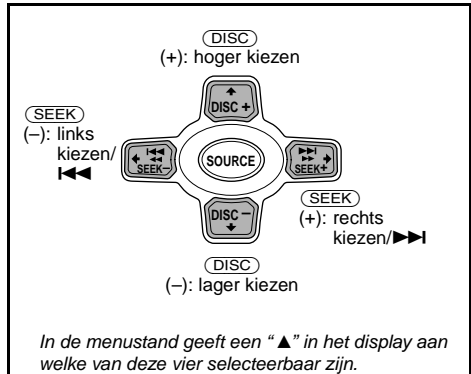 DISC
(+): hoger kiezen
DISC +
SEEK
(–): links
kiezen/
SEEK–
SOURCE
SEEK+
SEEK
(+): rechts
kiezen/
DISC –
DISC
(–): lager kiezen
In de menustand geeft een “▲” in het display aan
welke van deze vier selecteerbaar zijn.